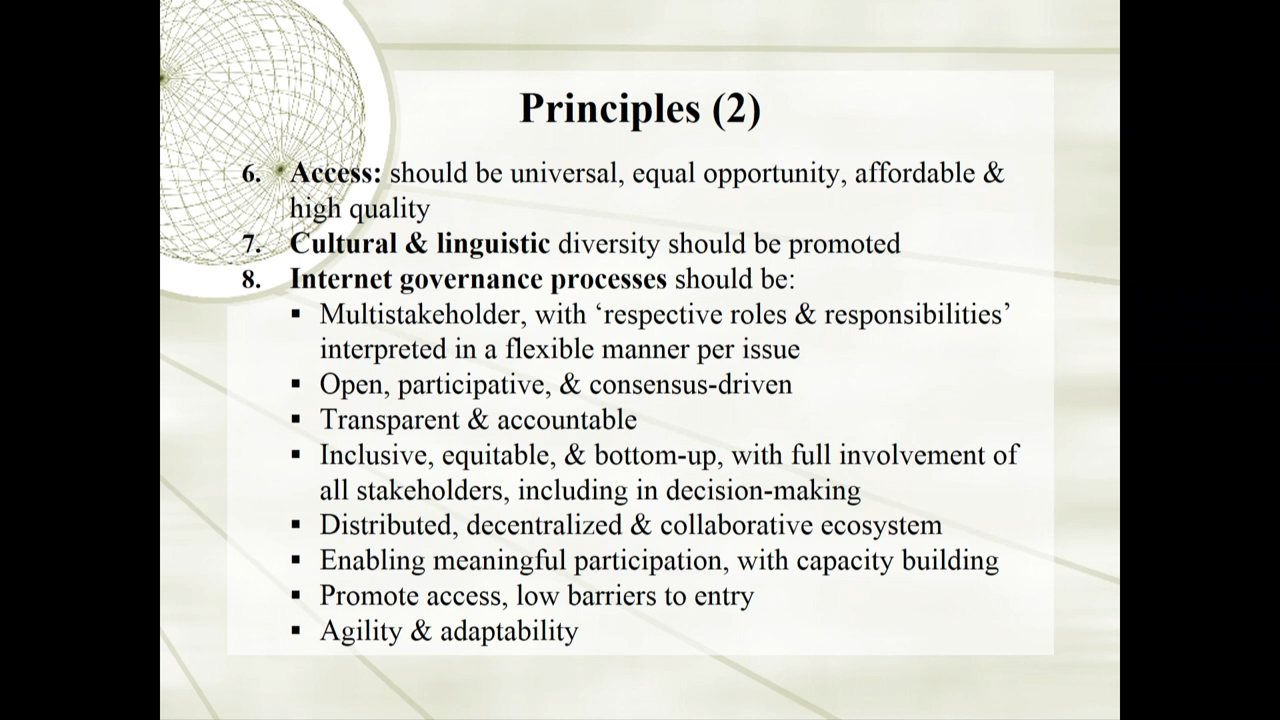 Principles (2)
6. Access: should be universal, equal opportunity, affordable &
high quality
7. Cultural & linguistic diversity should be promoted
8. Internet governance processes should be:
▪ Multistakeholder, with ‘respective roles & responsibilities’
interpreted in a flexible manner per issue
▪ Open, participative, & consensus-driven
▪ Transparent & accountable
▪ Inclusive, equitable, & bottom-up, with full involvement of
all stakeholders, including in decision-making
▪ Distributed, decentralized & collaborative ecosystem
▪ Enabling meaningful participation, with capacity building
▪ Promote access, low barriers to entry
▪ Agility & adaptability